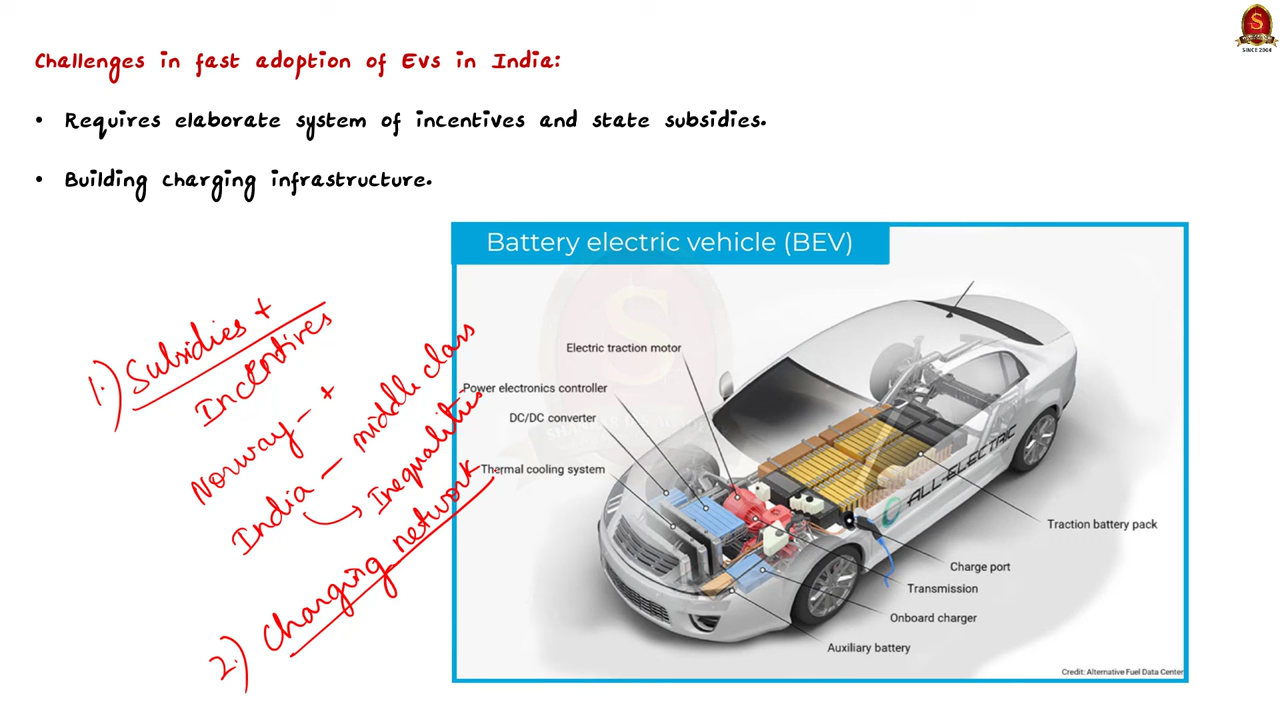 Challenges in fast adoption of Evs in India:
• Requires elaborate system of incentives and state subsidies.
• Building charging infrastructure.
S
SINCE 2004
Battery electric vehicle (BEV)
1.) Subsidies +
Incentives
Norway - +
India - middle class
→ Inequalities
2.) Charging network
Electric traction motor
Power electronics controller
DC/DC converter
Thermal cooling system
ALL-ELECTRIC
Traction battery pack
Charge port
Transmission
Onboard charger
Auxiliary battery
Credit: Alternative Fuel Data Center